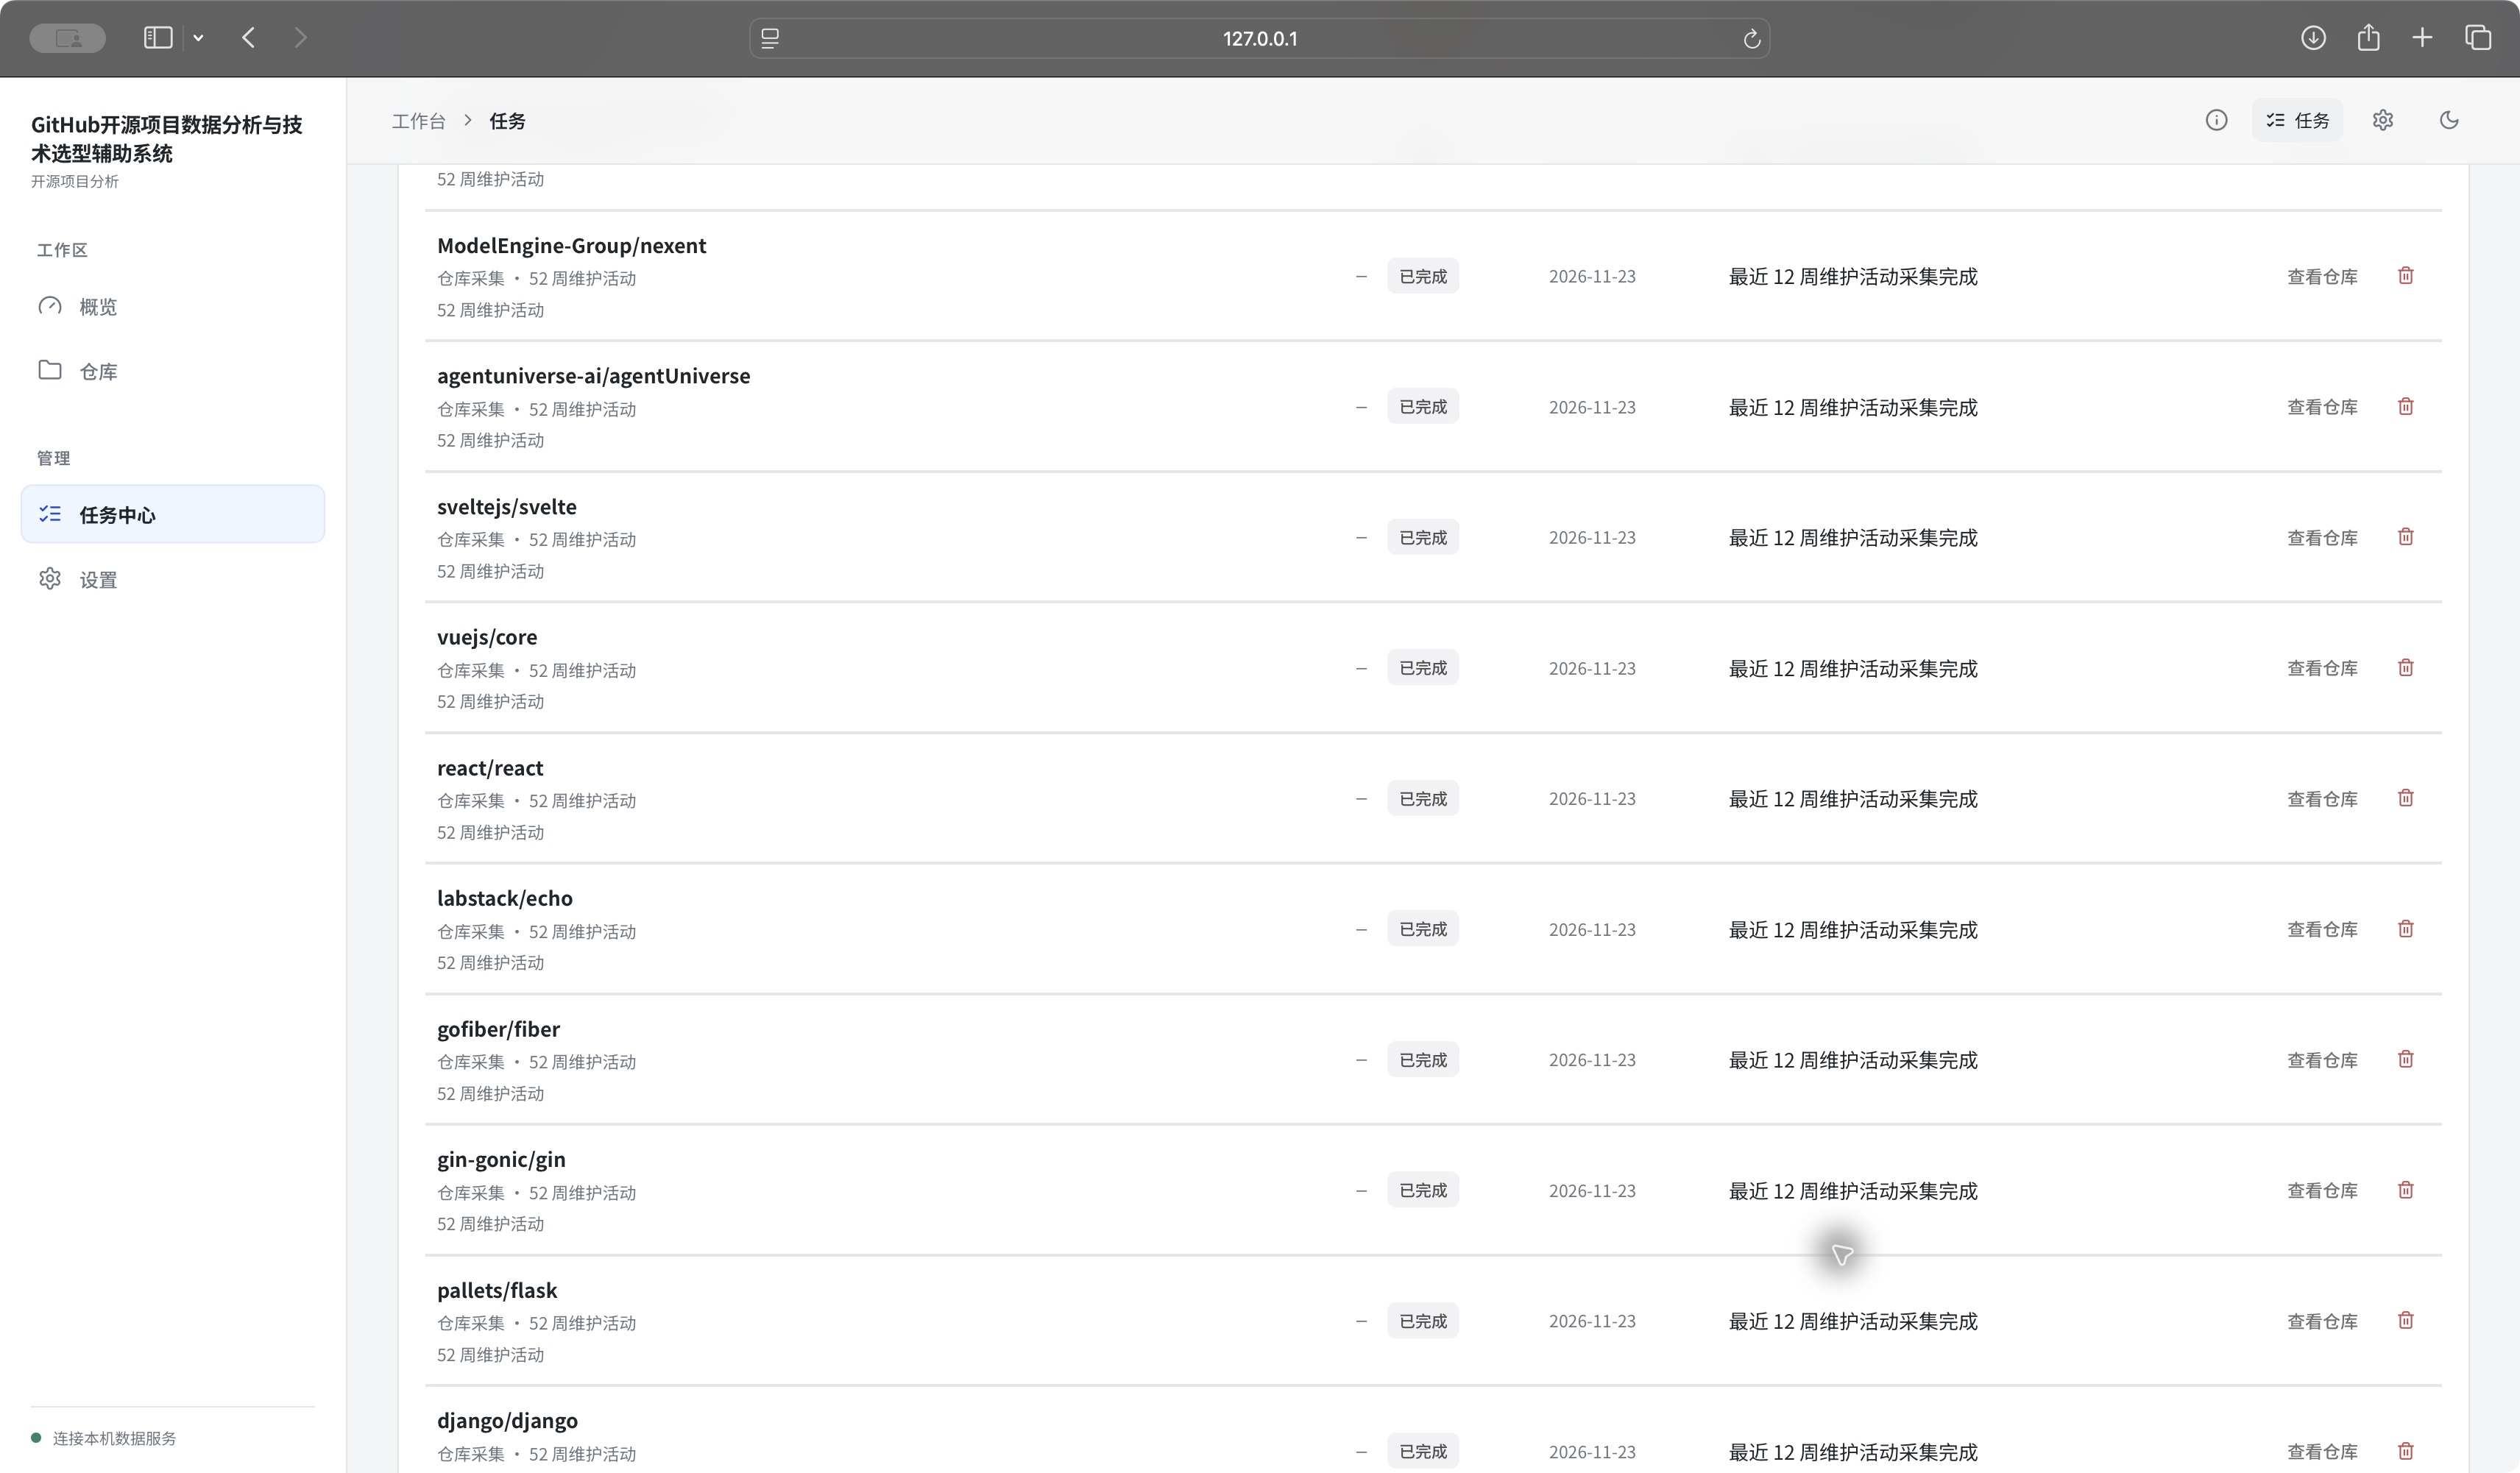 127.0.0.1
GitHub开源项目数据分析与技
术选型辅助系统
开源项目分析
工作区
概览
仓库
管理
任务中心
设置
连接本机数据服务
工作台 > 任务
任务
52 周维护活动
ModelEngine-Group/nexent
仓库采集 • 52 周维护活动
52 周维护活动
– 已完成 2026-11-23 最近 12 周维护活动采集完成 查看仓库
agentuniverse-ai/agentUniverse
仓库采集 • 52 周维护活动
52 周维护活动
– 已完成 2026-11-23 最近 12 周维护活动采集完成 查看仓库
sveltejs/svelte
仓库采集 • 52 周维护活动
52 周维护活动
– 已完成 2026-11-23 最近 12 周维护活动采集完成 查看仓库
vuejs/core
仓库采集 • 52 周维护活动
52 周维护活动
– 已完成 2026-11-23 最近 12 周维护活动采集完成 查看仓库
react/react
仓库采集 • 52 周维护活动
52 周维护活动
– 已完成 2026-11-23 最近 12 周维护活动采集完成 查看仓库
labstack/echo
仓库采集 • 52 周维护活动
52 周维护活动
– 已完成 2026-11-23 最近 12 周维护活动采集完成 查看仓库
gofiber/fiber
仓库采集 • 52 周维护活动
52 周维护活动
– 已完成 2026-11-23 最近 12 周维护活动采集完成 查看仓库
gin-gonic/gin
仓库采集 • 52 周维护活动
52 周维护活动
– 已完成 2026-11-23 最近 12 周维护活动采集完成 查看仓库
pallets/flask
仓库采集 • 52 周维护活动
52 周维护活动
– 已完成 2026-11-23 最近 12 周维护活动采集完成 查看仓库
django/django
仓库采集 • 52 周维护活动
– 已完成 2026-11-23 最近 12 周维护活动采集完成 查看仓库